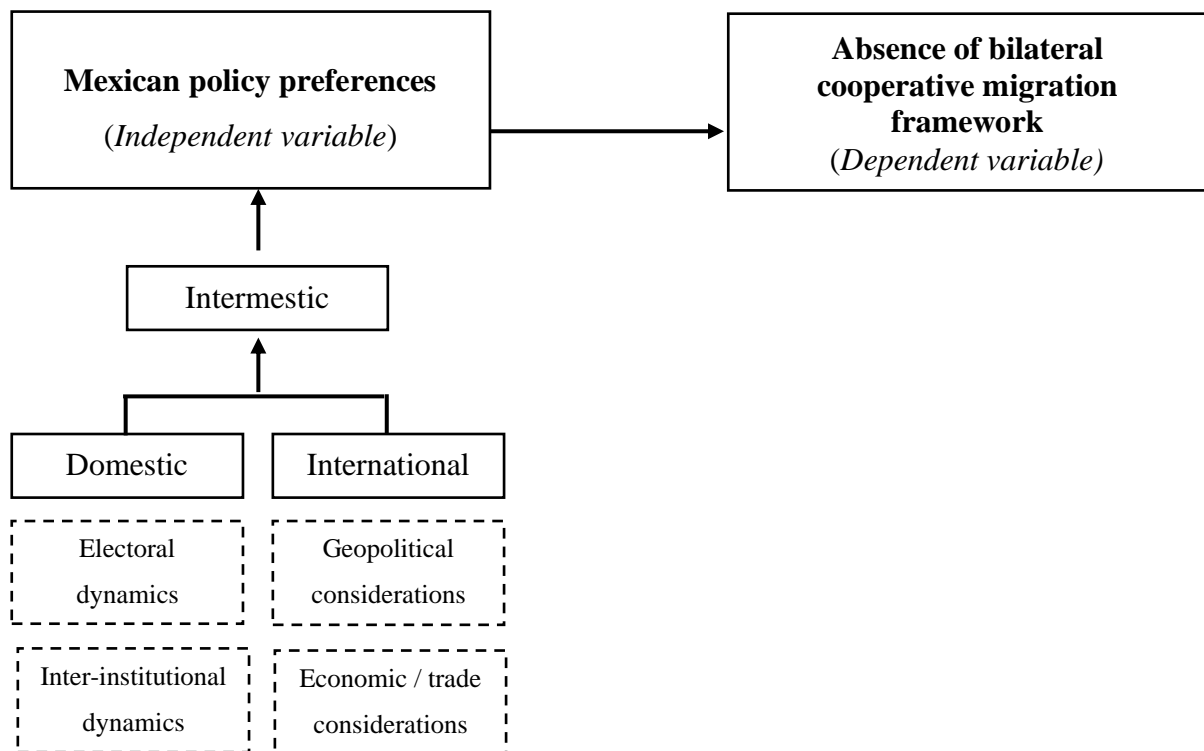 Mexican policy preferences
(Independent variable)
Absence of bilateral
cooperative migration
framework
(Dependent variable)
Intermestic
Domestic
International
Electoral
dynamics
Geopolitical
considerations
Inter-institutional
dynamics
Economic / trade
considerations